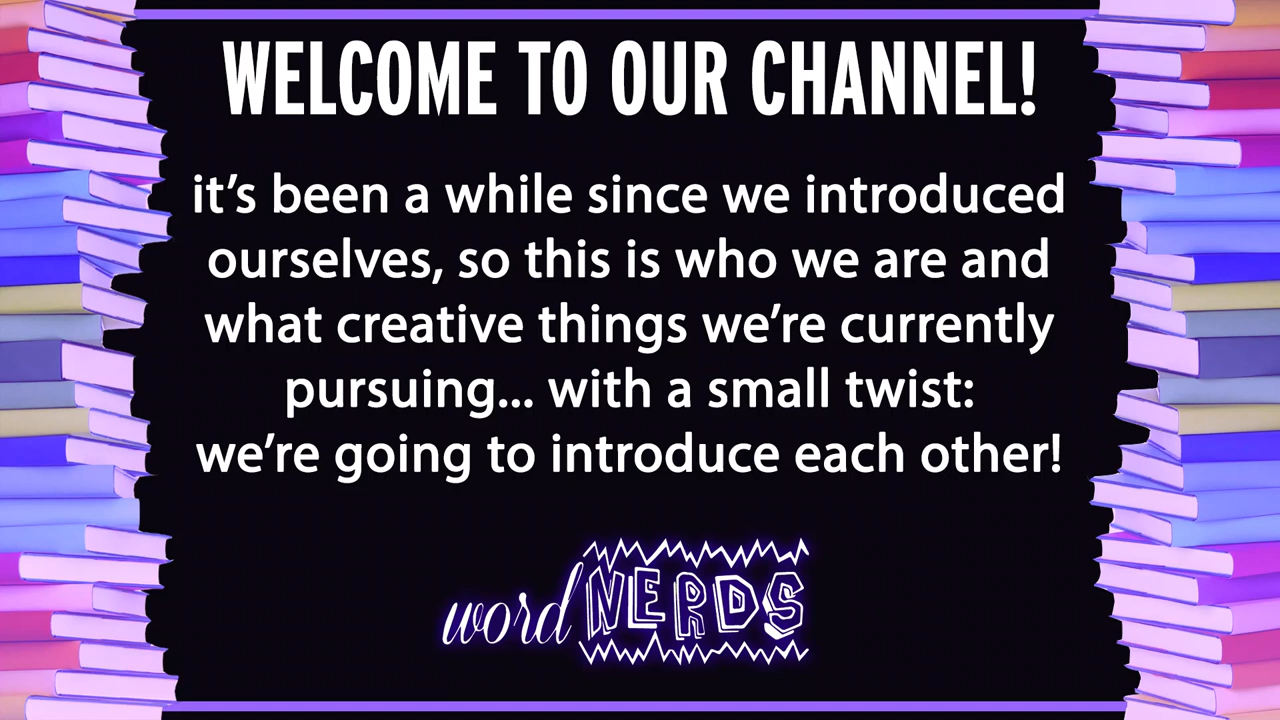 WELCOME TO OUR CHANNEL!
it's been a while since we introduced
ourselves, so this is who we are and
what creative things we're currently
pursuing... with a small twist:
we're going to introduce each other!
word NERDS